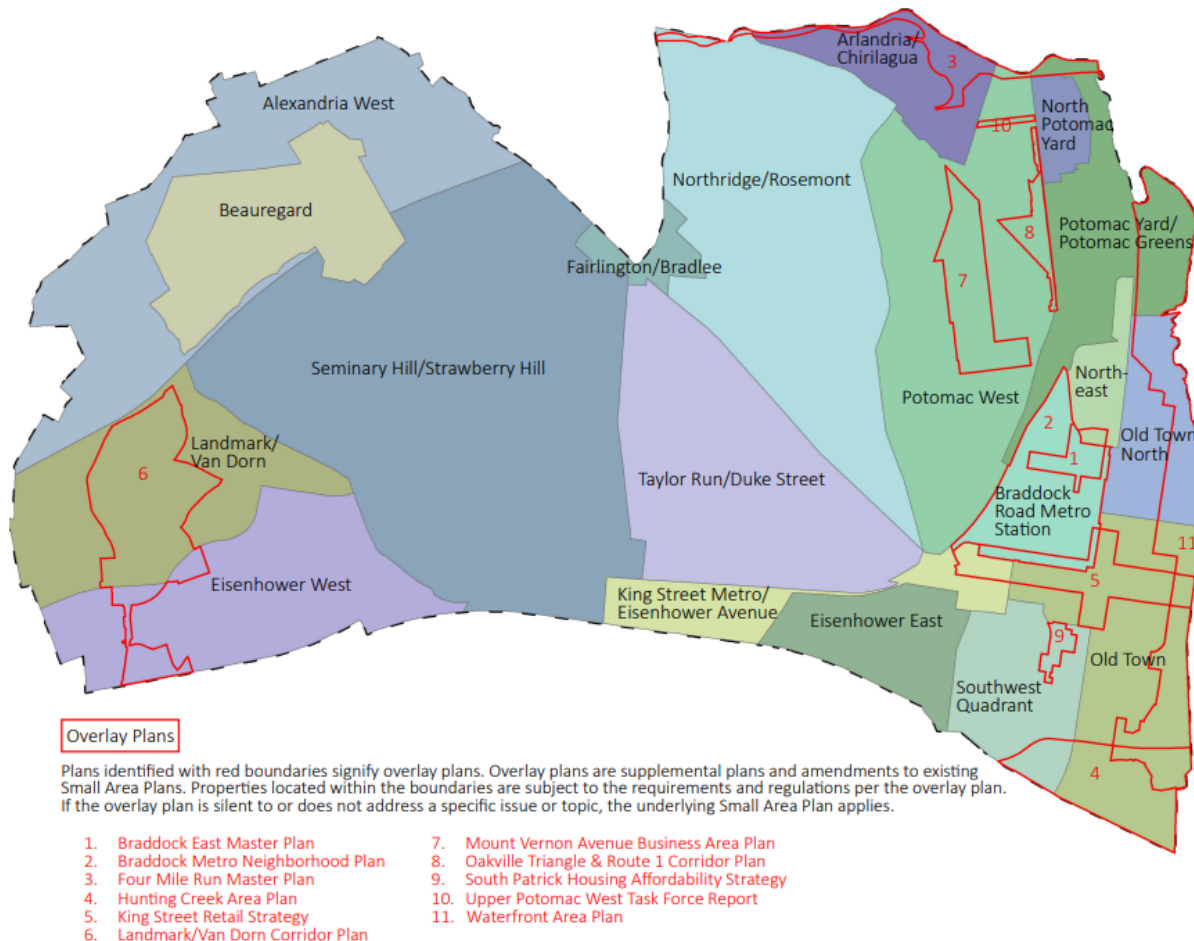 Alexandria West
Beauregard
Arlandria/
Chirilagua
3
10
North
Potomac
Yard
Northridge/Rosemont
Potomac Yard/
Potomac Greens
8
7
Fairlington/Bradlee
Seminary Hill/Strawberry Hill
Potomac West
North-
east
2
1
Old Town
North
Landmark/
Van Dorn
6
Taylor Run/Duke Street
Braddock
Road Metro
Station
11
5
Eisenhower West
King Street Metro/
Eisenhower Avenue
Eisenhower East
9
Old Town
Southwest
Quadrant
4
Overlay Plans
Plans identified with red boundaries signify overlay plans. Overlay plans are supplemental plans and amendments to existing
Small Area Plans. Properties located within the boundaries are subject to the requirements and regulations per the overlay plan.
If the overlay plan is silent to or does not address a specific issue or topic, the underlying Small Area Plan applies.
1. Braddock East Master Plan
2. Braddock Metro Neighborhood Plan
3. Four Mile Run Master Plan
4. Hunting Creek Area Plan
5. King Street Retail Strategy
6. Landmark/Van Dorn Corridor Plan
7. Mount Vernon Avenue Business Area Plan
8. Oakville Triangle & Route 1 Corridor Plan
9. South Patrick Housing Affordability Strategy
10. Upper Potomac West Task Force Report
11. Waterfront Area Plan